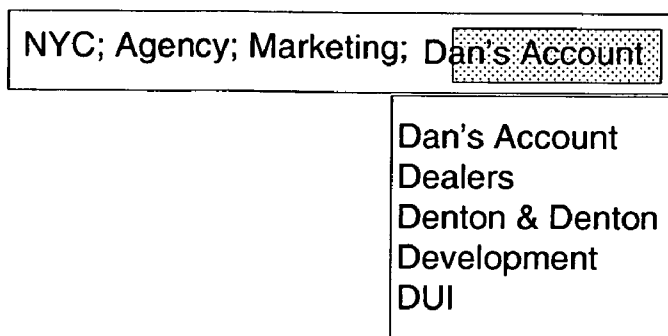 NYC; Agency; Marketing; Dan's Account
Dan's Account
Dealers
Denton & Denton
Development
DUI